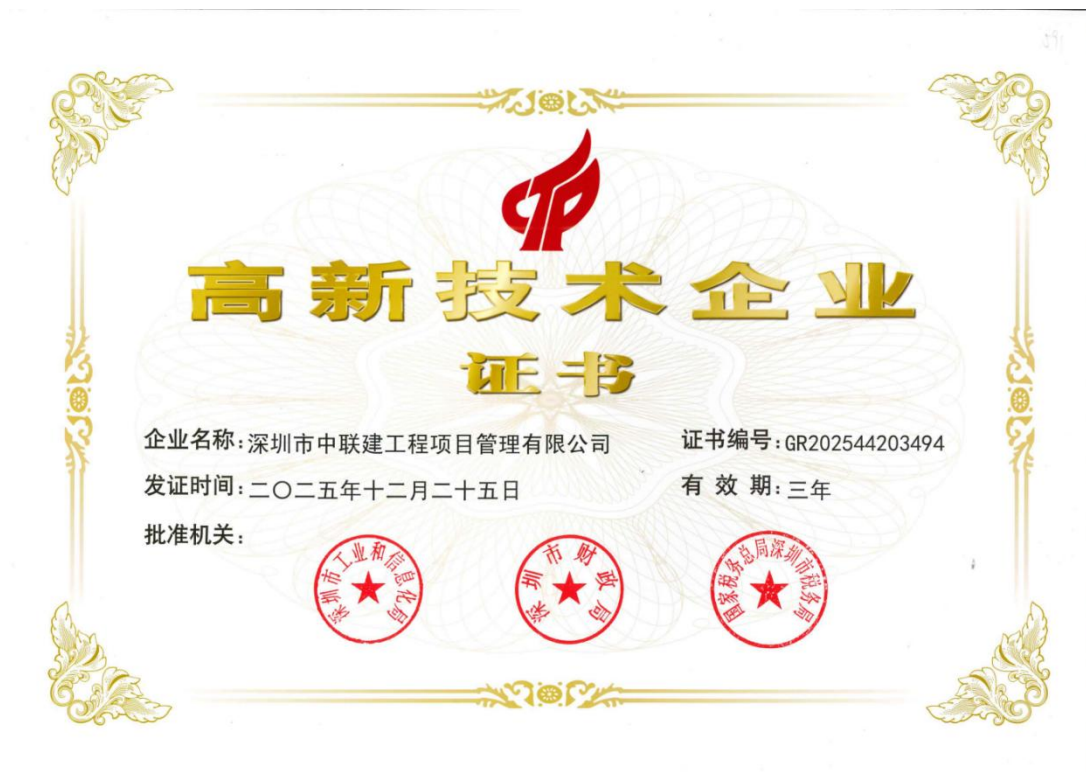 高新技术企业
证书
企业名称:深圳市中联建工程项目管理有限公司 证书编号:GR202544203494
发证时间:二〇二五年十二月二十五日 有效期:三年
批准机关:
深圳市工业和信息化局 深圳市财政局 国家税务总局深圳市税务局